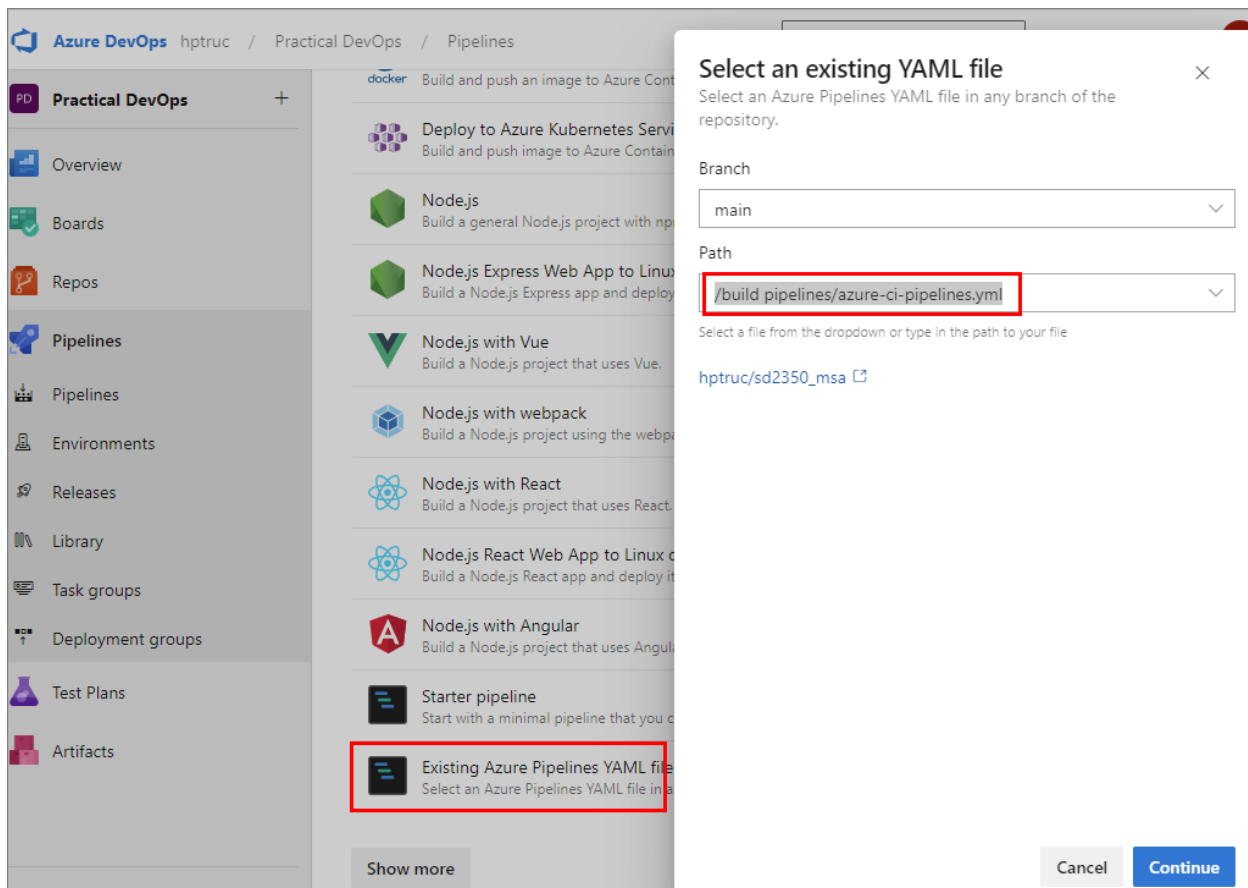 Azure DevOps hptruc / Practical DevOps / Pipelines
PD Practical DevOps +
Overview
Boards
Repos
Pipelines
Pipelines
Environments
Releases
Library
Task groups
Deployment groups
Test Plans
Artifacts
docker
Build and push an image to Azure Cont
Deploy to Azure Kubernetes Servi
Build and push image to Azure Contain
Node.js
Build a general Node.js project with np
Node.js Express Web App to Linux
Build a Node.js Express app and deploy
Node.js with Vue
Build a Node.js project that uses Vue.
Node.js with webpack
Build a Node.js project using the webpa
Node.js with React
Build a Node.js project that uses React.
Node.js React Web App to Linux o
Build a Node.js React app and deploy it
Node.js with Angular
Build a Node.js project that uses Angula
Starter pipeline
Start with a minimal pipeline that you c
Existing Azure Pipelines YAML file
Select an Azure Pipelines YAML file in a
Show more
Select an existing YAML file
Select an Azure Pipelines YAML file in any branch of the
repository.
Branch
main
Path
/build pipelines/azure-ci-pipelines.yml
Select a file from the dropdown or type in the path to your file
hptruc/sd2350_msa
Cancel
Continue